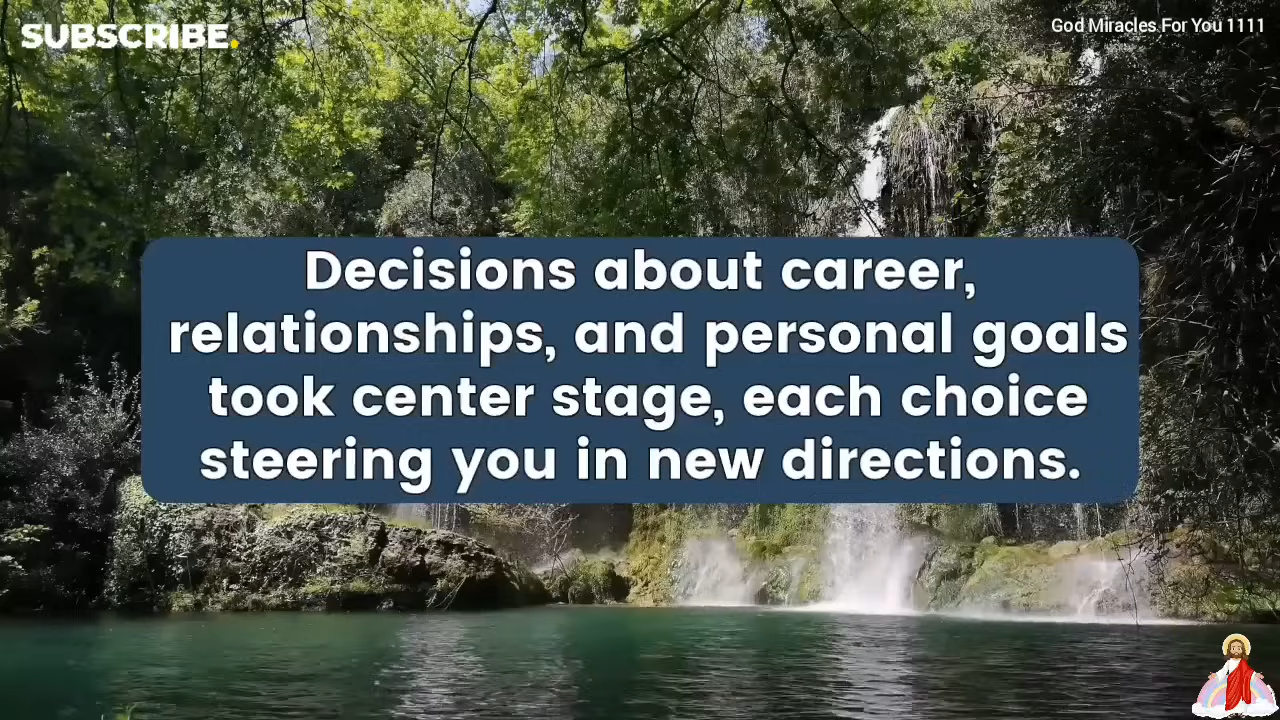 SUBSCRIBE.
God Miracles For You 1111
Decisions about career,
relationships, and personal goals
took center stage, each choice
steering you in new directions.